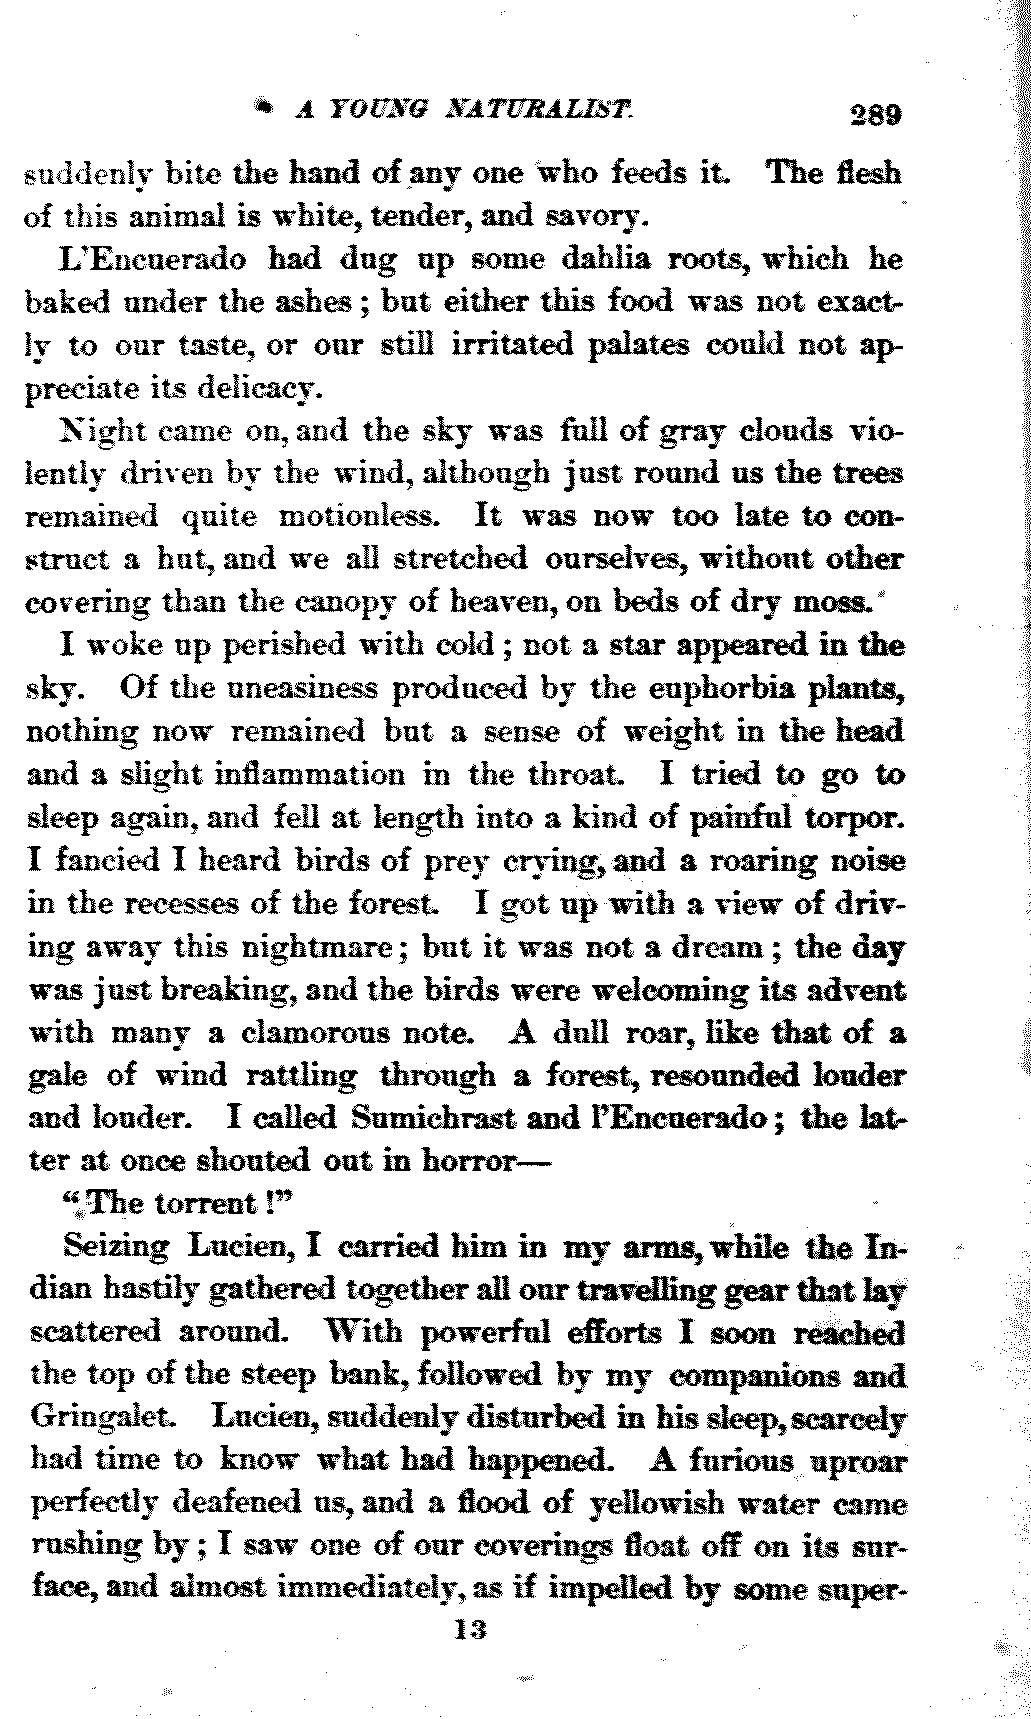 A YOUNG NATURALIST. 289
suddenly bite the hand of any one who feeds it. The flesh
of this animal is white, tender, and savory.
L'Encuerado had dug up some dahlia roots, which he
baked under the ashes; but either this food was not exact-
ly to our taste, or our still irritated palates could not ap-
preciate its delicacy.
Night came on, and the sky was full of gray clouds vio-
lently driven by the wind, although just round us the trees
remained quite motionless. It was now too late to con-
struct a hut, and we all stretched ourselves, without other
covering than the canopy of heaven, on beds of dry moss.
I woke up perished with cold; not a star appeared in the
sky. Of the uneasiness produced by the euphorbia plants,
nothing now remained but a sense of weight in the head
and a slight inflammation in the throat. I tried to go to
sleep again, and fell at length into a kind of painful torpor.
I fancied I heard birds of prey crying, and a roaring noise
in the recesses of the forest. I got up with a view of driv-
ing away this nightmare; but it was not a dream; the day
was just breaking, and the birds were welcoming its advent
with many a clamorous note. A dull roar, like that of a
gale of wind rattling through a forest, resounded louder
and louder. I called Sumichrast and l'Encuerado; the lat-
ter at once shouted out in horror—
"The torrent!"
Seizing Lucien, I carried him in my arms, while the In-
dian hastily gathered together all our travelling gear that lay
scattered around. With powerful efforts I soon reached
the top of the steep bank, followed by my companions and
Gringalet. Lucien, suddenly disturbed in his sleep, scarcely
had time to know what had happened. A furious uproar
perfectly deafened us, and a flood of yellowish water came
rushing by; I saw one of our coverings float off on its sur-
face, and almost immediately, as if impelled by some super-
13